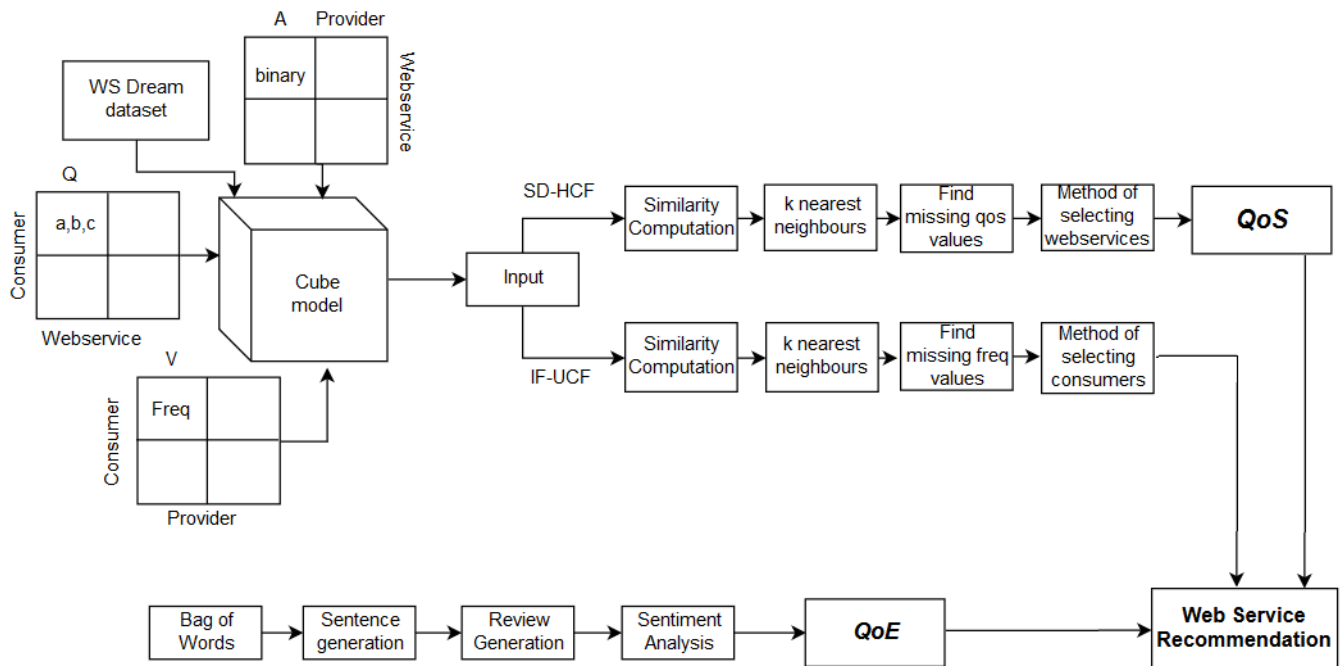 A
Provider
binary
Webservice
WS Dream
dataset
Q
a,b,c
Consumer
Webservice
V
Freq
Consumer
Provider
Cube
model
Input
SD-HCF
Similarity
Computation
k nearest
neighbours
Find
missing qos
values
Method of
selecting
webservices
QoS
IF-UCF
Similarity
Computation
k nearest
neighbours
Find
missing freq
values
Method of
selecting
consumers
Bag of
Words
Sentence
generation
Review
Generation
Sentiment
Analysis
QoE
Web Service
Recommendation